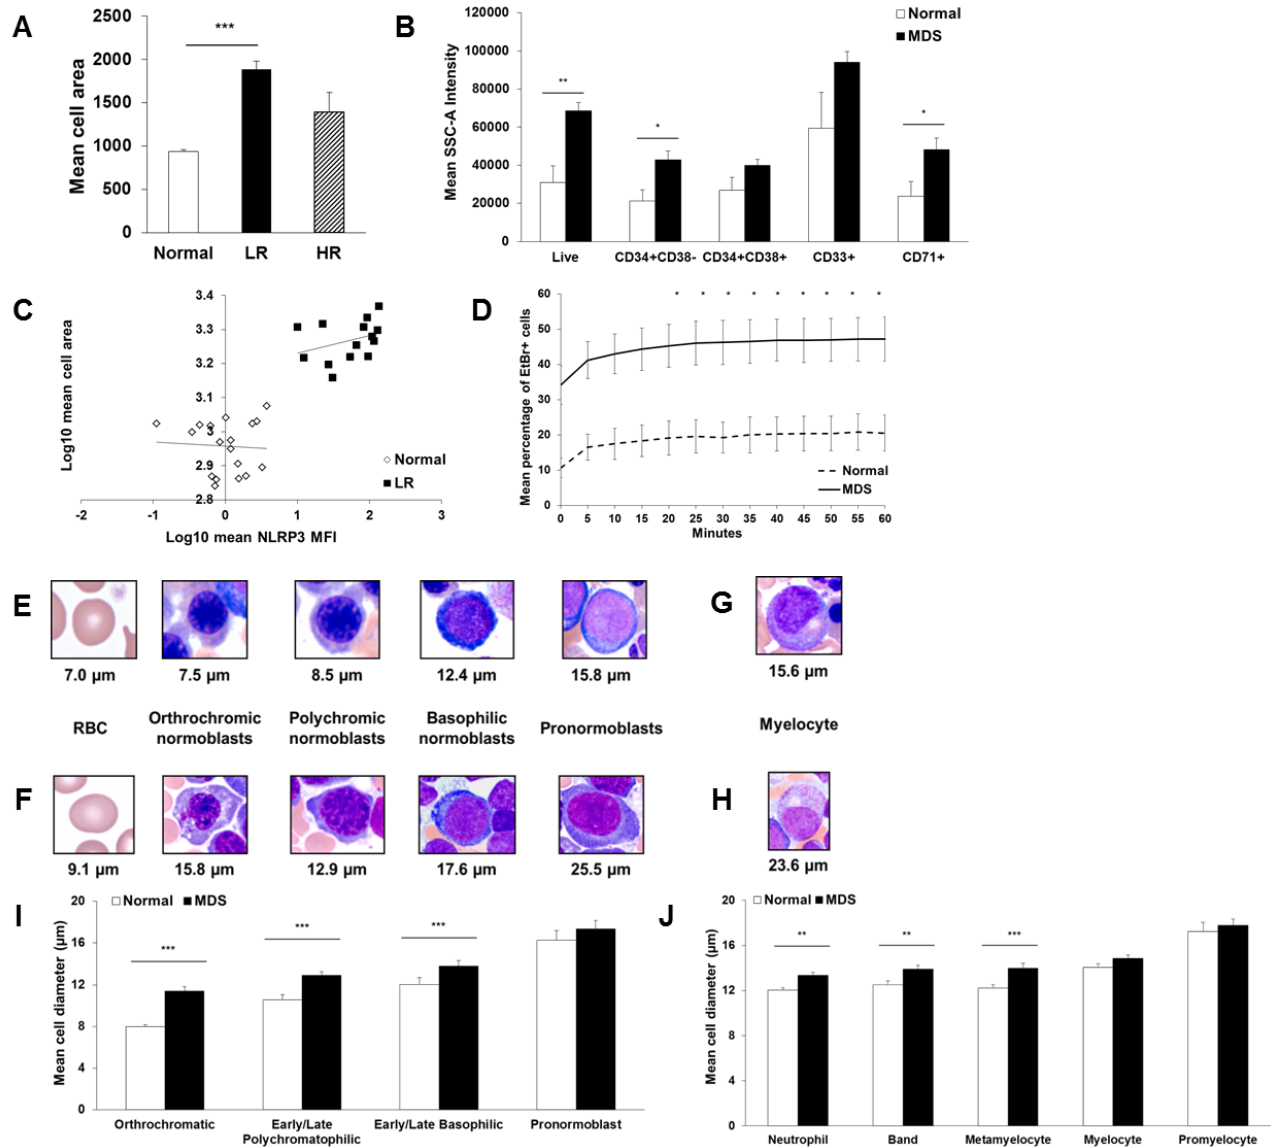 A
Mean cell area
2500
2000
1500
1000
500
0
***
Normal
LR
HR
B
Mean SSC-A Intensity
120000
100000
80000
60000
40000
20000
0
Normal
MDS
**
*
*
Live
CD34+CD38-
CD34+CD38+
CD33+
CD71+
C
Log10 mean cell area
3.4
3.3
3.2
3.1
3
2.9
2.8
-2
-1
0
1
2
3
Log10 mean NLRP3 MFI
Normal
LR
D
Mean percentage of EtBr+ cells
60
50
40
30
20
10
0
* * * * * * * * *
Normal
MDS
0 5 10 15 20 25 30 35 40 45 50 55 60
Minutes
E
7.0 µm
7.5 µm
8.5 µm
12.4 µm
15.8 µm
G
15.6 µm
RBC
Orthrochromic
normoblasts
Polychromic
normoblasts
Basophilic
normoblasts
Pronormoblasts
Myelocyte
F
9.1 µm
15.8 µm
12.9 µm
17.6 µm
25.5 µm
H
23.6 µm
I
Mean cell diameter (µm)
20
16
12
8
4
0
Normal
MDS
***
***
***
Orthrochromatic
Early/Late
Polychromatophilic
Early/Late Basophilic
Pronormoblast
J
Mean cell diameter (µm)
20
16
12
8
4
0
Normal
MDS
**
**
***
Neutrophil
Band
Metamyelocyte
Myelocyte
Promyelocyte